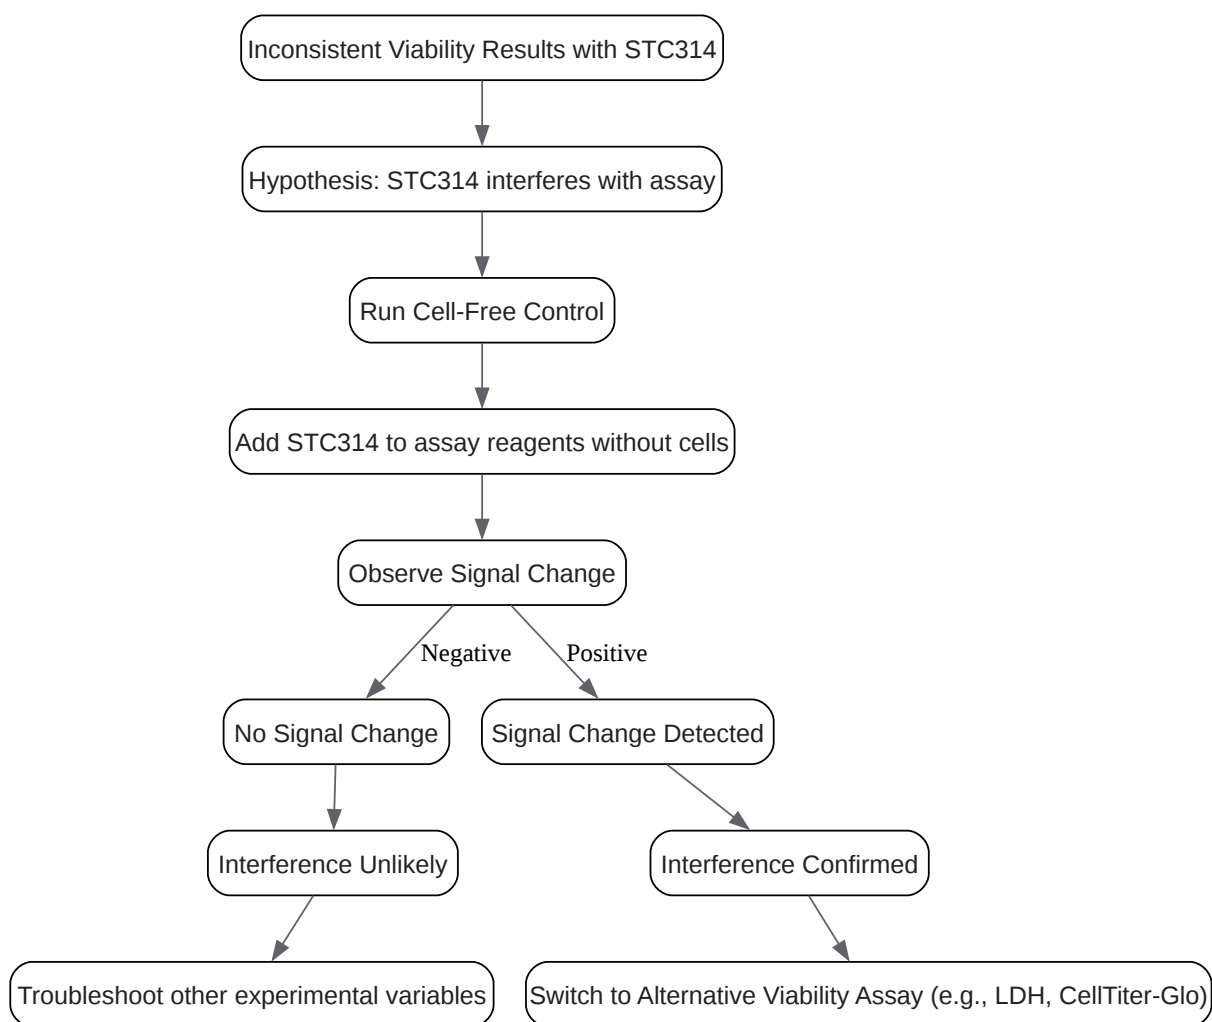 Inconsistent Viability Results with STC314
Hypothesis: STC314 interferes with assay
Run Cell-Free Control
Add STC314 to assay reagents without cells
Observe Signal Change
Negative
Positive
No Signal Change
Signal Change Detected
Interference Unlikely
Interference Confirmed
Troubleshoot other experimental variables
Switch to Alternative Viability Assay (e.g., LDH, CellTiter-Glo)